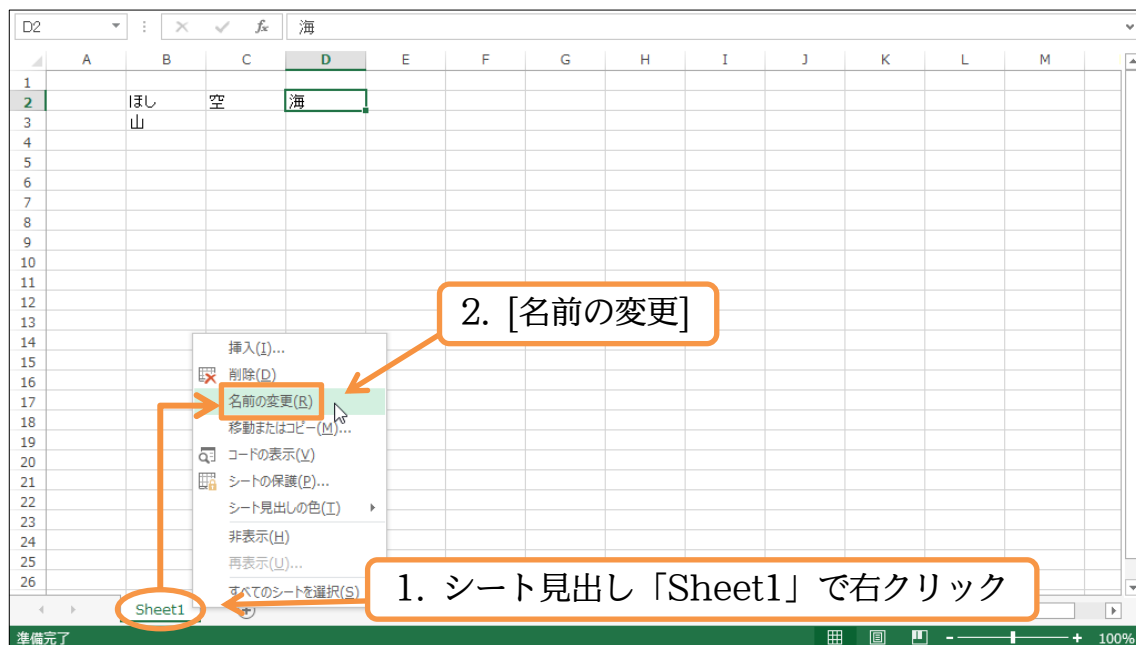 D2 fx 海
A B C D E F G H I J K L M
1
2 ほし 空 海
3 山
4
5
6
7
8
9
10
11
12
13
14
15
16
17
18
19
20
21
22
23
24
25
26
2. [名前の変更]
挿入(I)...
削除(D)
名前の変更(R)
移動またはコピー(M)...
コードの表示(V)
シートの保護(P)...
シート見出しの色(T)
非表示(H)
再表示(U)...
すべてのシートを選択(S)
1. シート見出し「Sheet1」で右クリック
Sheet1
準備完了 100%